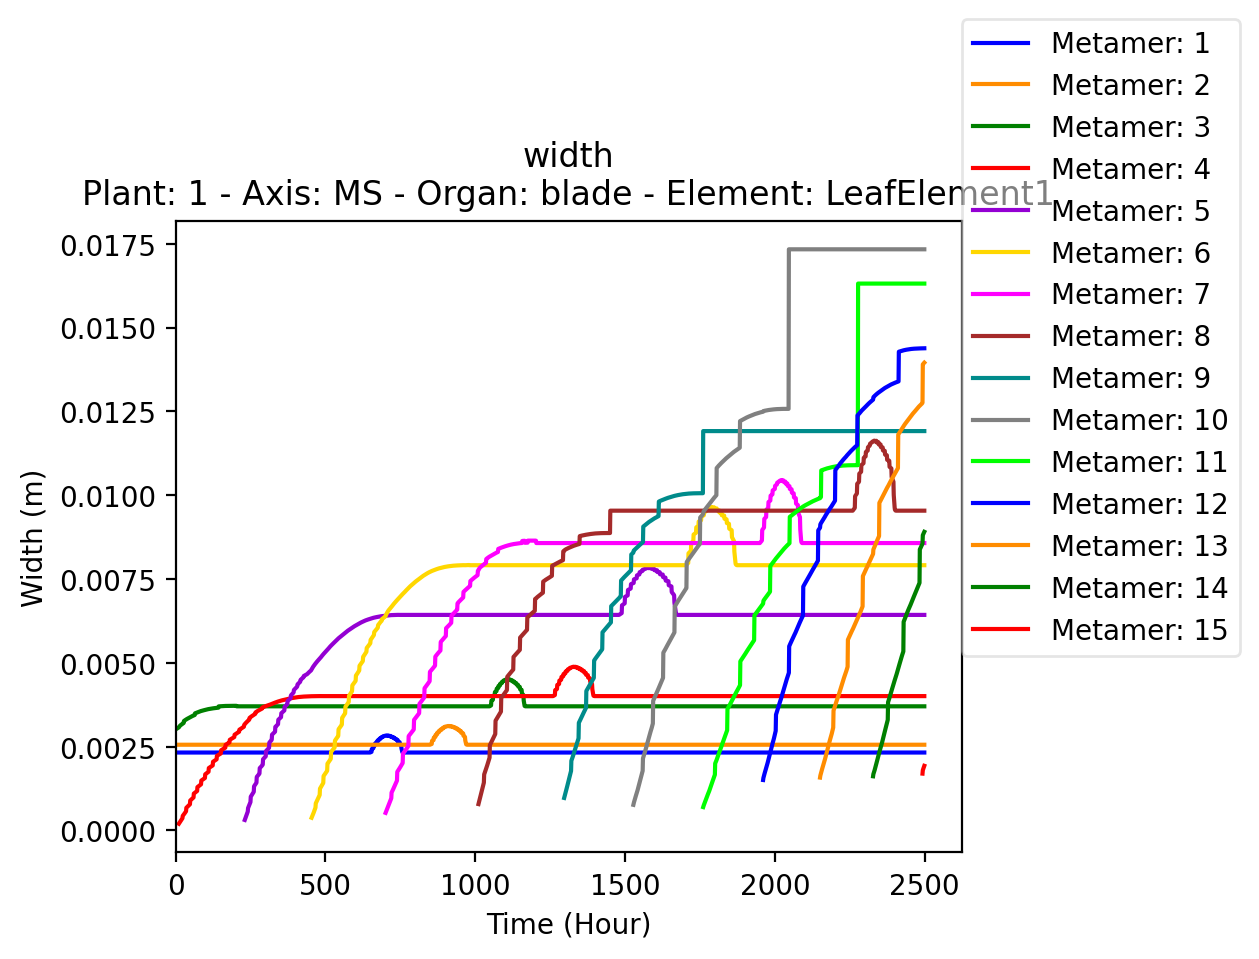 width
Plant: 1 - Axis: MS - Organ: blade - Element: LeafElement1
Metamer: 1
Metamer: 2
Metamer: 3
Metamer: 4
Metamer: 5
Metamer: 6
Metamer: 7
Metamer: 8
Metamer: 9
Metamer: 10
Metamer: 11
Metamer: 12
Metamer: 13
Metamer: 14
Metamer: 15
Width (m)
0.0175
0.0150
0.0125
0.0100
0.0075
0.0050
0.0025
0.0000
0 500 1000 1500 2000 2500
Time (Hour)